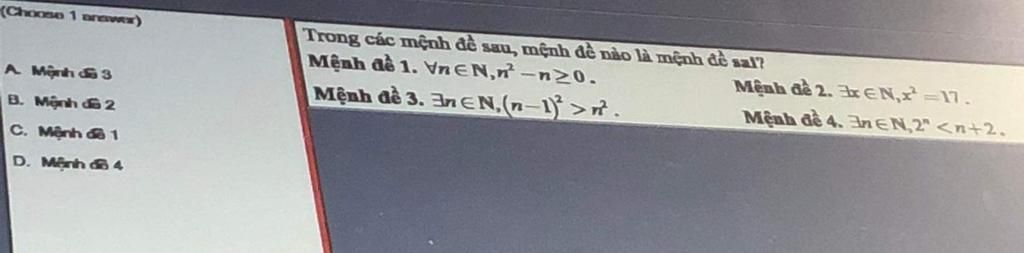 (Choose 1 answer)
A. Mệnh đề 3
B. Mệnh đề 2
C. Mệnh đề 1
D. Mệnh đề 4
Trong các mệnh đề sau, mệnh đề nào là mệnh đề sai?
Mệnh đề 1. ∀n∈N, n² − n ≥ 0. Mệnh đề 2. ∃x∈N, x² = 17.
Mệnh đề 3. ∃n∈N, (n−1)² > n². Mệnh đề 4. ∃n∈N, 2ⁿ < n+2.